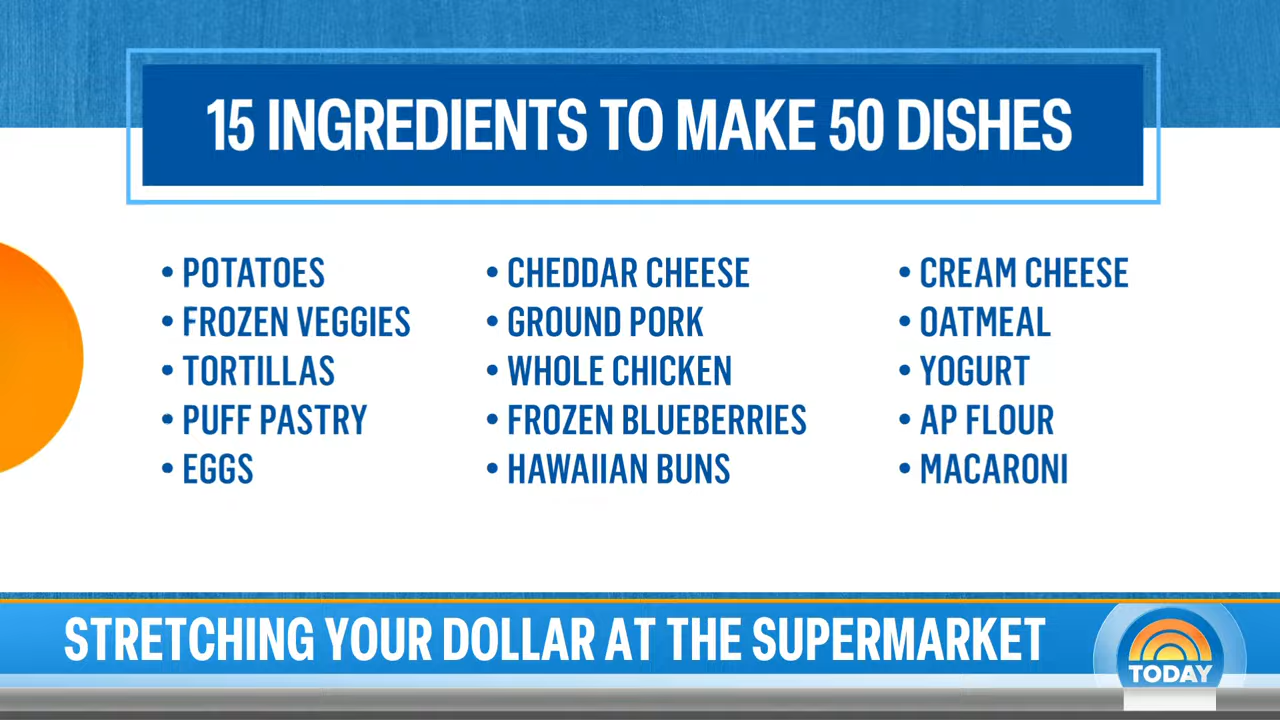 15 INGREDIENTS TO MAKE 50 DISHES
• POTATOES
• FROZEN VEGGIES
• TORTILLAS
• PUFF PASTRY
• EGGS
• CHEDDAR CHEESE
• GROUND PORK
• WHOLE CHICKEN
• FROZEN BLUEBERRIES
• HAWAIIAN BUNS
• CREAM CHEESE
• OATMEAL
• YOGURT
• AP FLOUR
• MACARONI
STRETCHING YOUR DOLLAR AT THE SUPERMARKET
TODAY